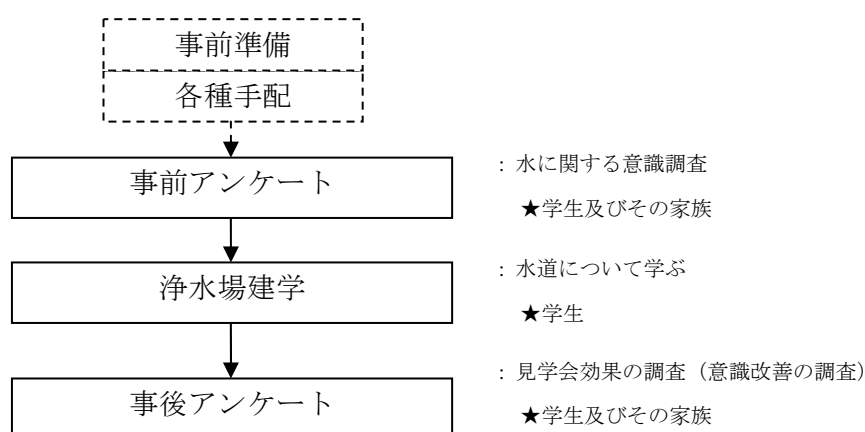 事前準備
各種手配
事前アンケート
: 水に関する意識調査
★学生及びその家族
浄水場建学
: 水道について学ぶ
★学生
: 見学会効果の調査（意識改善の調査）
事後アンケート
★学生及びその家族